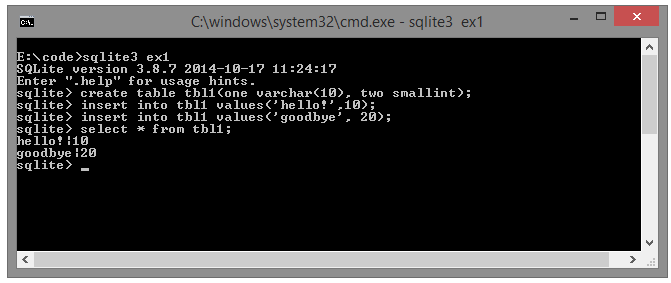 C:\windows\system32\cmd.exe - sqlite3 ex1
E:\code>sqlite3 ex1
SQLite version 3.8.7 2014-10-17 11:24:17
Enter ".help" for usage hints.
sqlite> create table tbl1(one varchar(10), two smallint);
sqlite> insert into tbl1 values('hello!',10);
sqlite> insert into tbl1 values('goodbye', 20);
sqlite> select * from tbl1;
hello!|10
goodbye|20
sqlite> _